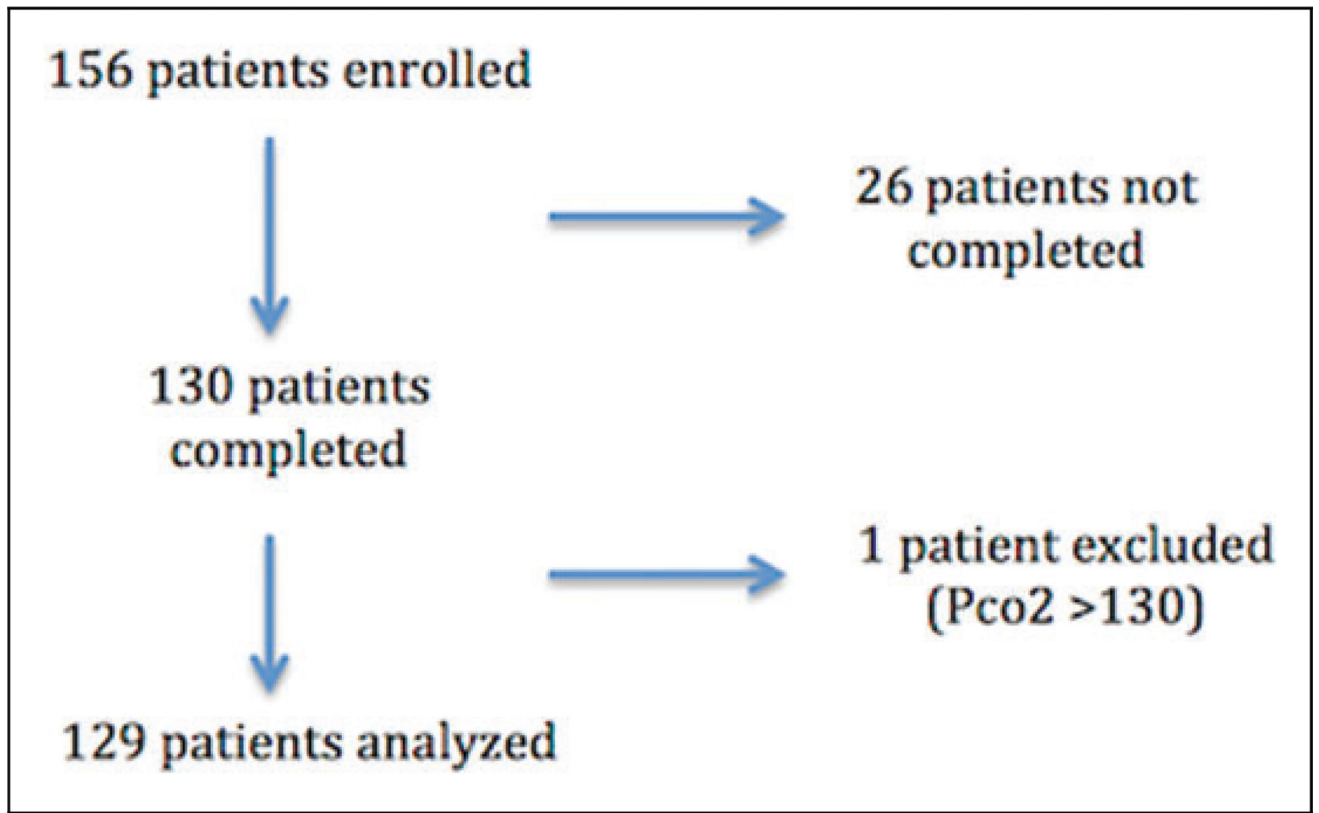 156 patients enrolled
26 patients not
completed
130 patients
completed
1 patient excluded
(Pco2 >130)
129 patients analyzed